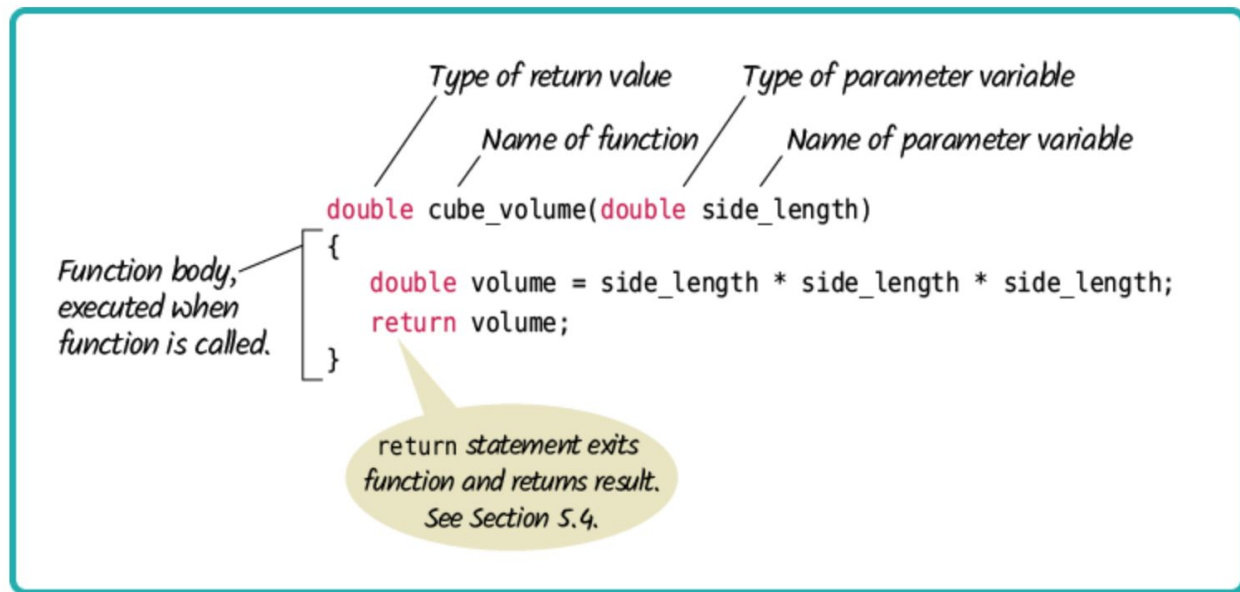 Type of return value
Type of parameter variable
Name of function
Name of parameter variable
double cube_volume(double side_length)
{
Function body,
executed when
function is called.
double volume = side_length * side_length * side_length;
return volume;
}
return statement exits
function and returns result.
See Section 5.4.